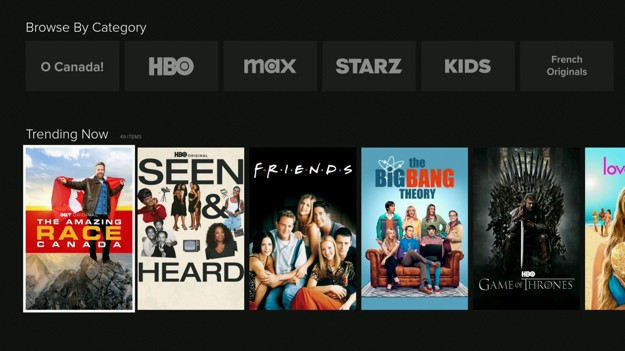 Browse By Category
O Canada!
HBO
max
STARZ
KIDS
French
Originals
Trending Now
49 ITEMS
THE AMAZING
RACE
CANADA
HBO ORIGINAL
SEEN
&
HEARD
F·R·I·E·N·D·S
the
BiG BANG
THEORY
HBO
GAME OF THRONES
lov